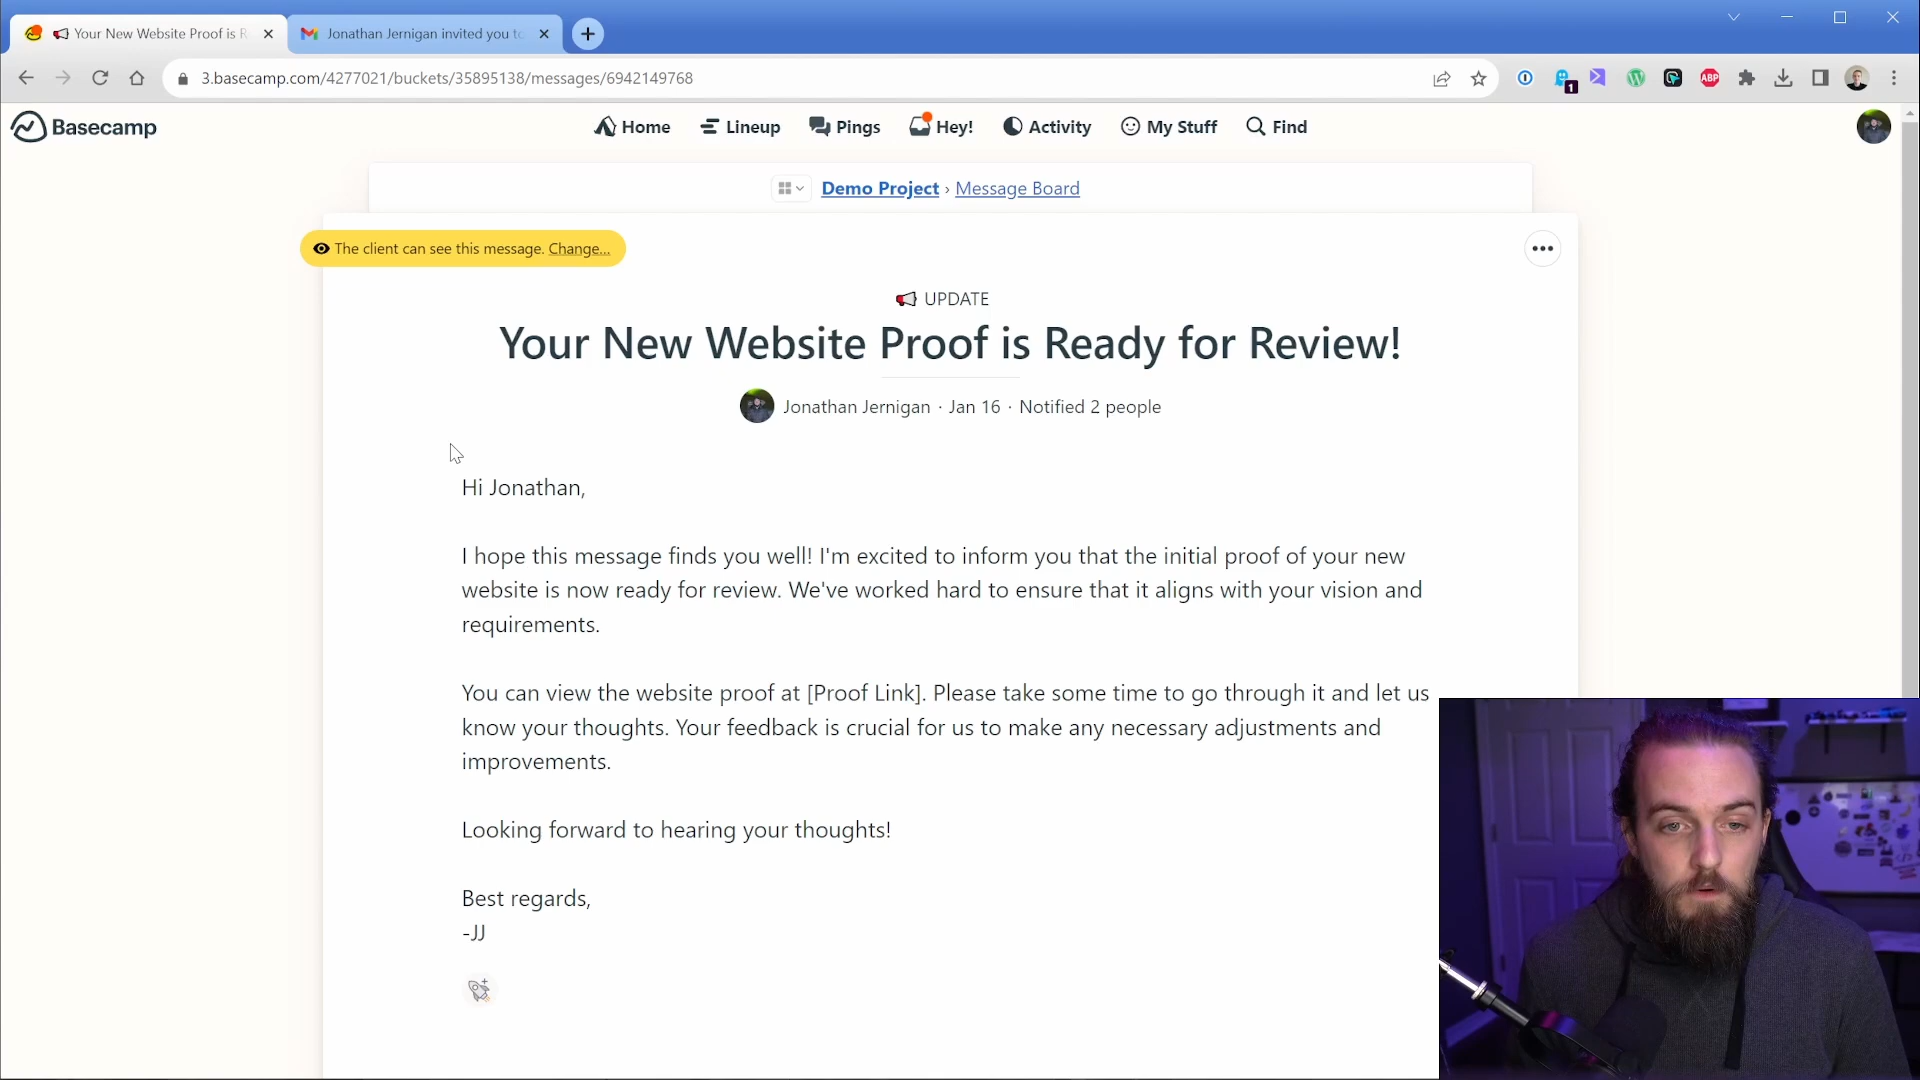 Your New Website Proof is R
Jonathan Jernigan invited you to
3.basecamp.com/4277021/buckets/35895138/messages/6942149768
1
ABP
Basecamp
Home
Lineup
Pings
Hey!
Activity
My Stuff
Find
Demo Project › Message Board
The client can see this message. Change...
UPDATE
Your New Website Proof is Ready for Review!
Jonathan Jernigan · Jan 16 · Notified 2 people
Hi Jonathan,
I hope this message finds you well! I'm excited to inform you that the initial proof of your new
website is now ready for review. We've worked hard to ensure that it aligns with your vision and
requirements.
You can view the website proof at [Proof Link]. Please take some time to go through it and let us
know your thoughts. Your feedback is crucial for us to make any necessary adjustments and
improvements.
Looking forward to hearing your thoughts!
Best regards,
-JJ